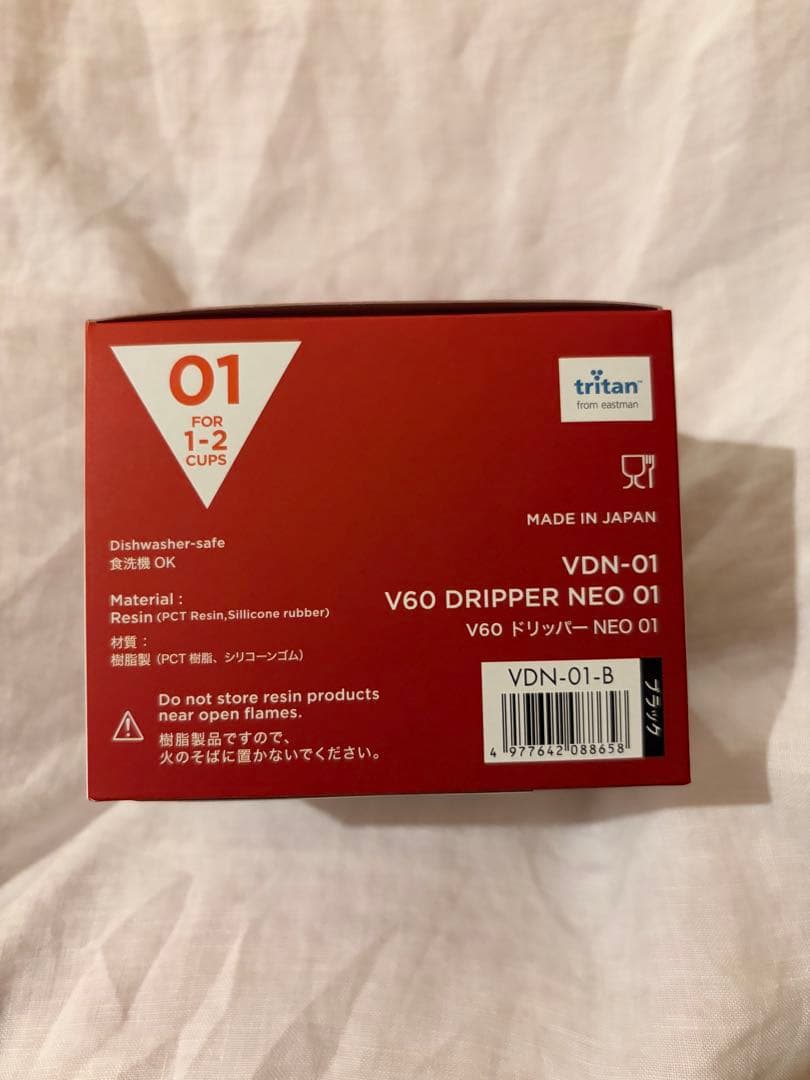 01
FOR
1-2
CUPS
tritan™
from eastman
MADE IN JAPAN
Dishwasher-safe
食洗機 OK
Material :
Resin (PCT Resin,Sillicone rubber)
材質：
樹脂製（PCT 樹脂、シリコーンゴム）
VDN-01
V60 DRIPPER NEO 01
V60 ドリッパー NEO 01
Do not store resin products
near open flames.
樹脂製品ですので、
火のそばに置かないでください。
VDN-01-B
ブラック
4 977642 088658